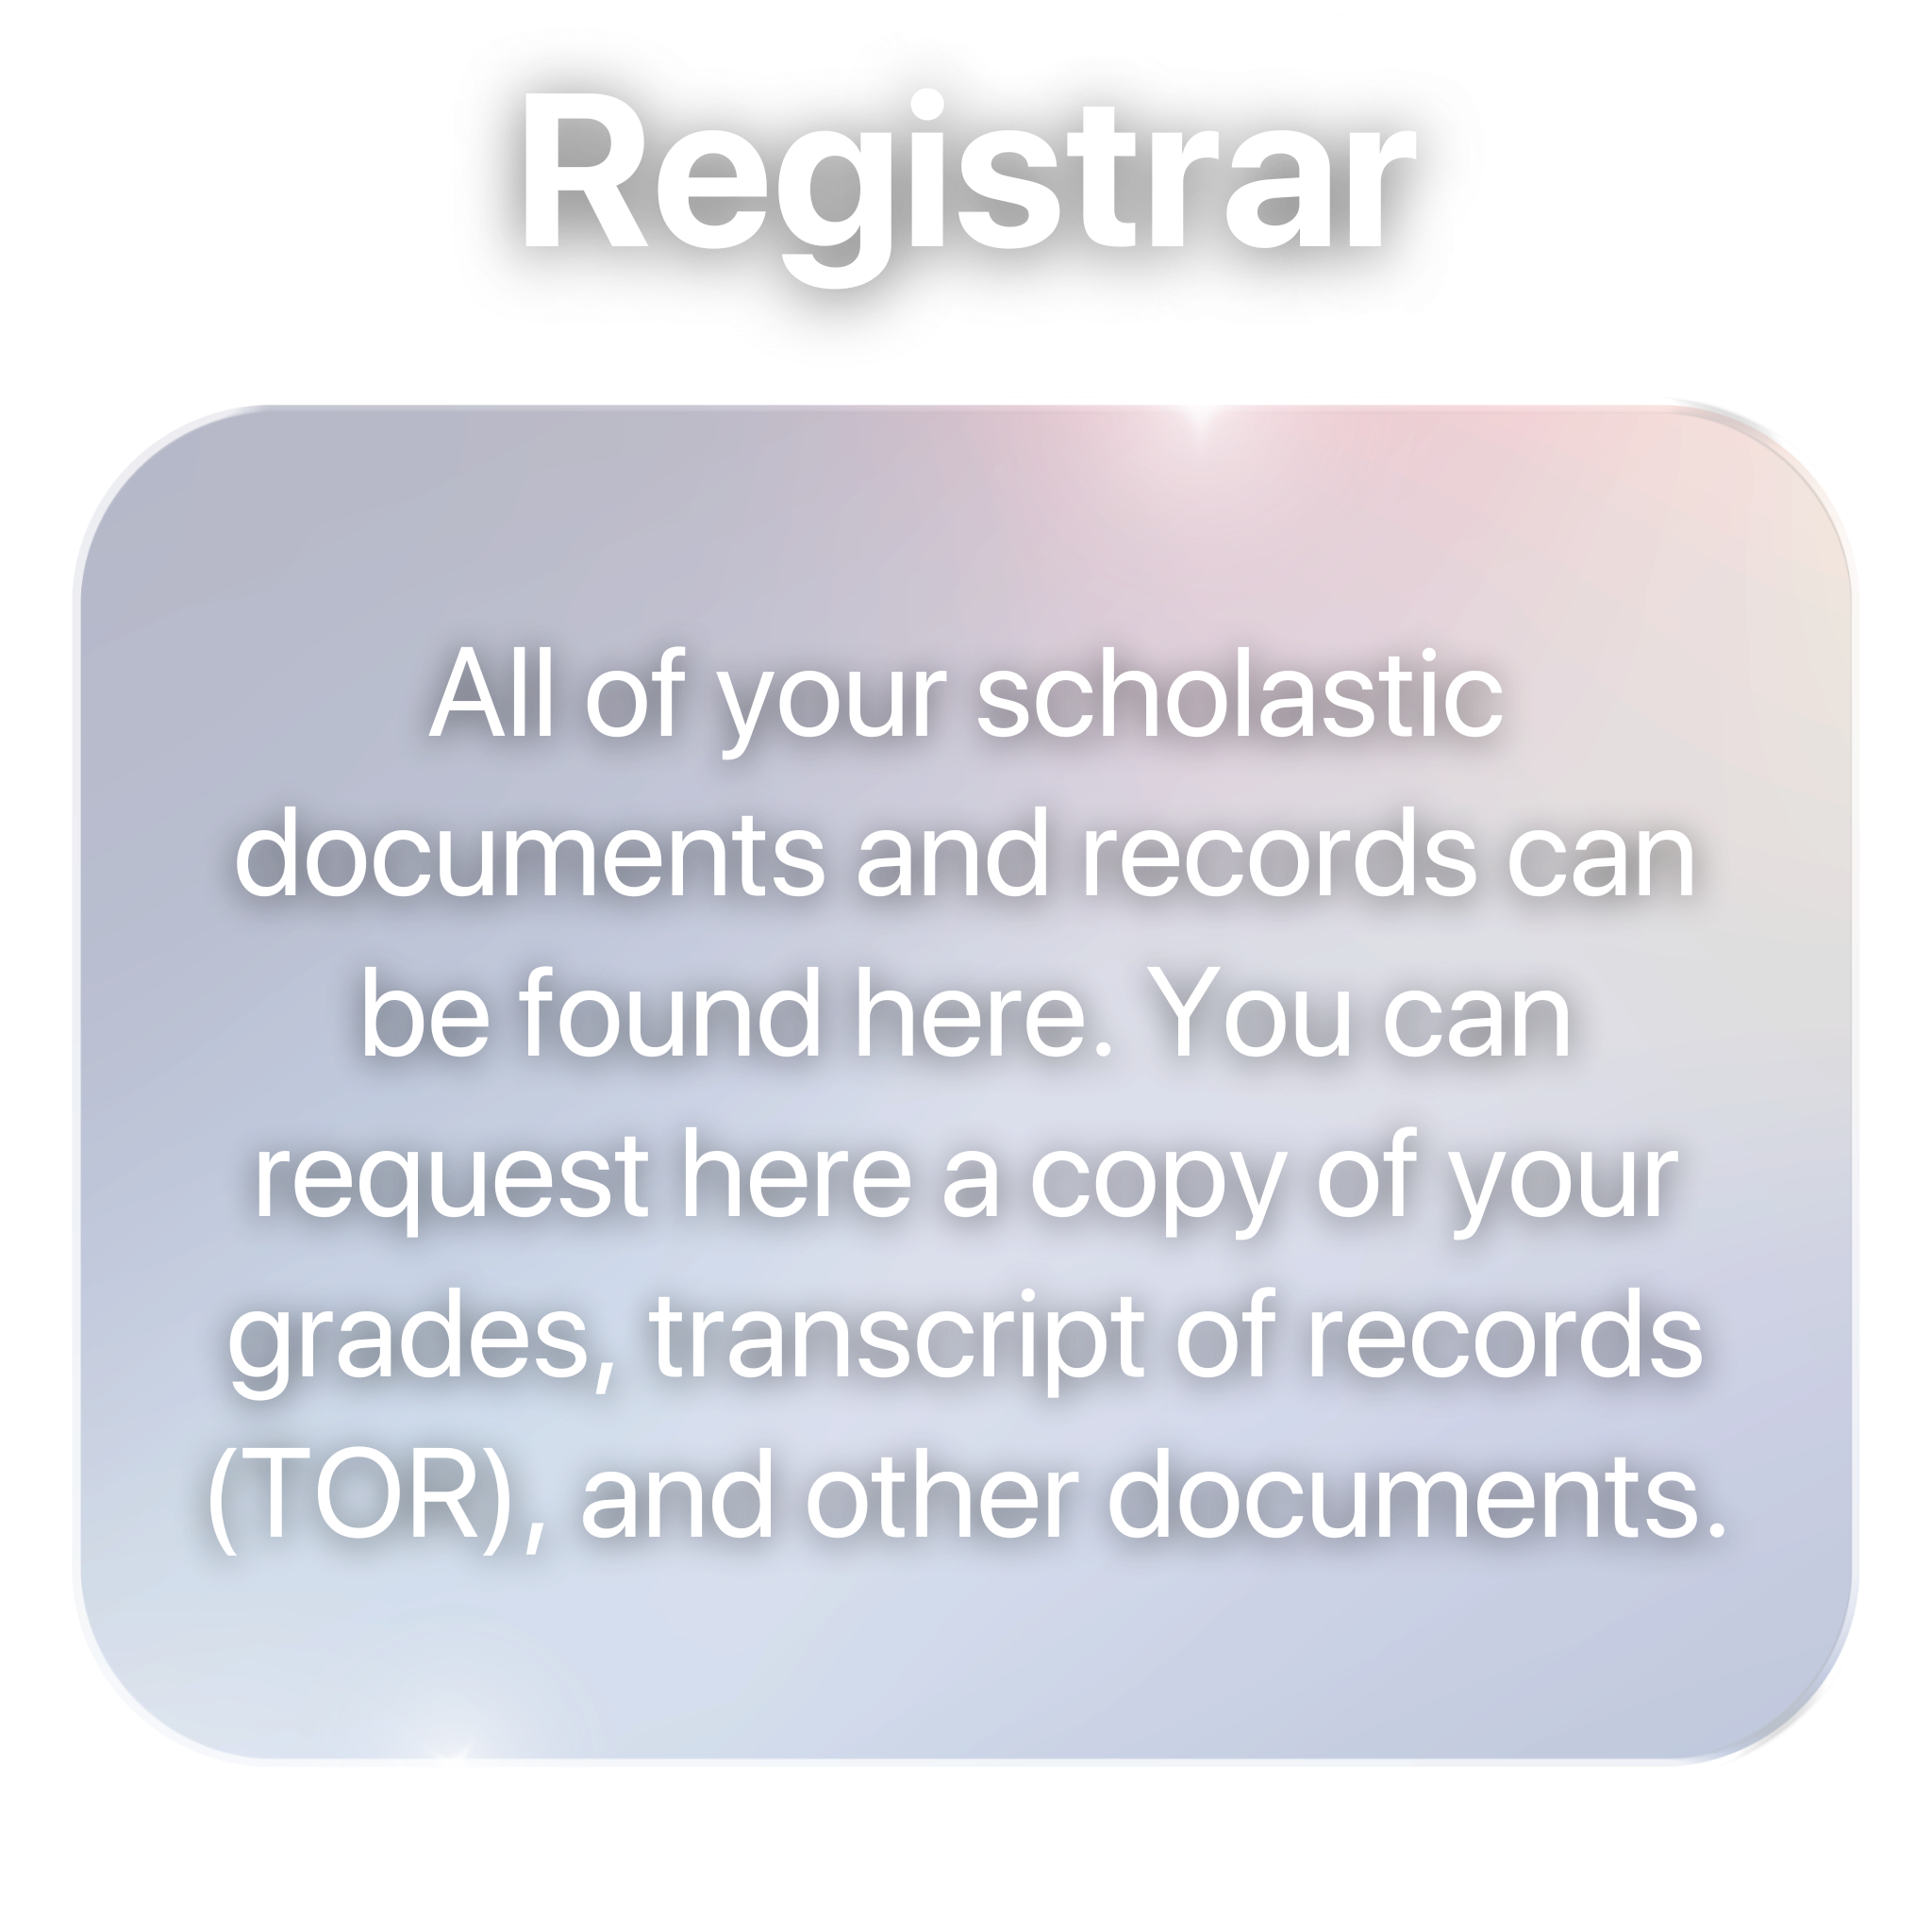 Registrar
All of your scholastic
documents and records can
be found here. You can
request here a copy of your
grades, transcript of records
(TOR), and other documents.